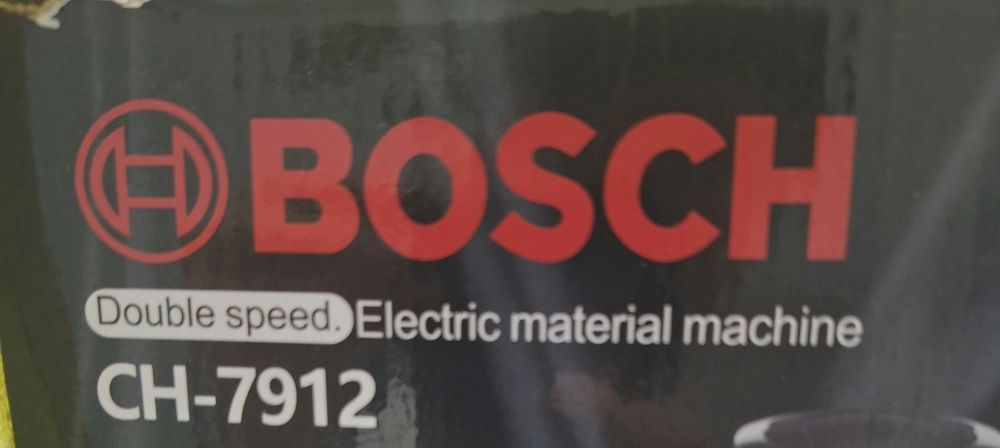 BOSCH
Double speed. Electric material machine
CH-7912